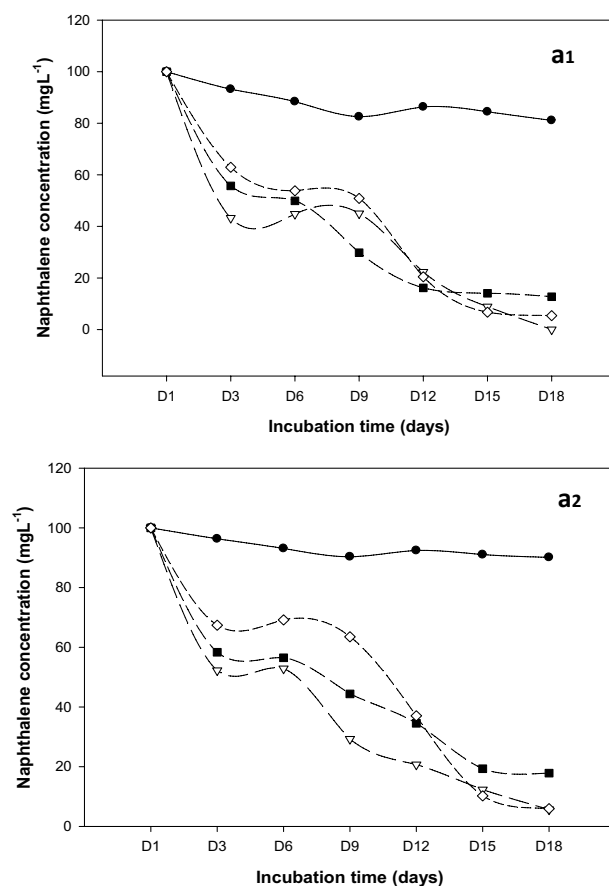 a1
Naphthalene concentration (mgL⁻¹)
120
100
80
60
40
20
0
D1 D3 D6 D9 D12 D15 D18
Incubation time (days)
a2
Naphthalene concentration (mgL⁻¹)
120
100
80
60
40
20
0
D1 D3 D6 D9 D12 D15 D18
Incubation time (days)